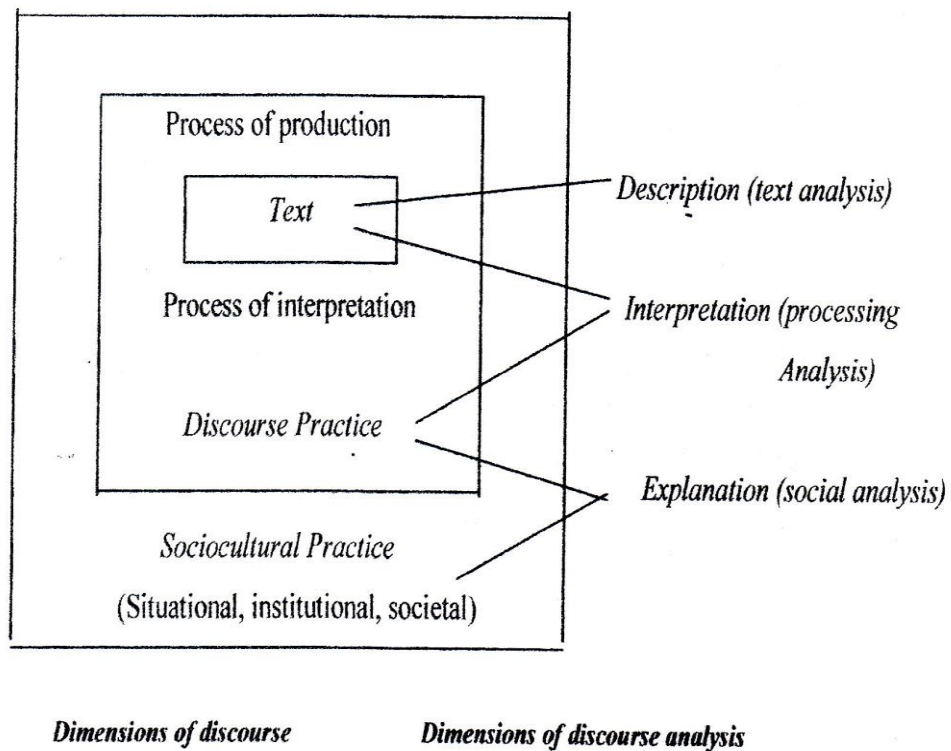 Process of production
Text
Description (text analysis)
Process of interpretation
Interpretation (processing
Analysis)
Discourse Practice
Explanation (social analysis)
Sociocultural Practice
(Situational, institutional, societal)
Dimensions of discourse
Dimensions of discourse analysis